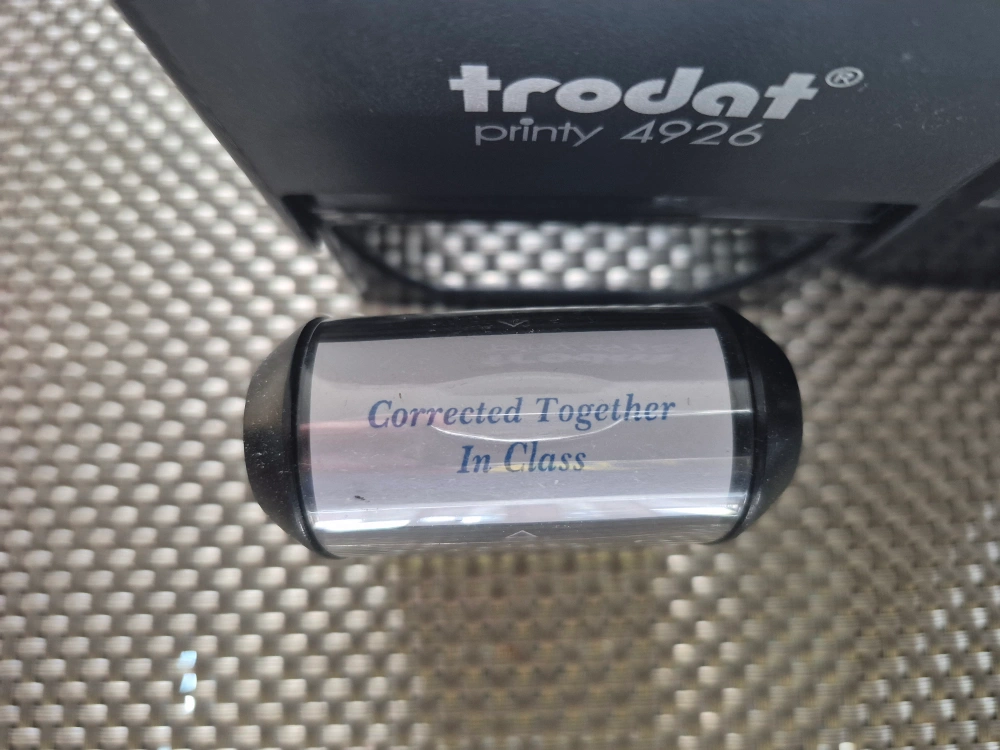 trodat®
printy 4926
Corrected Together
In Class